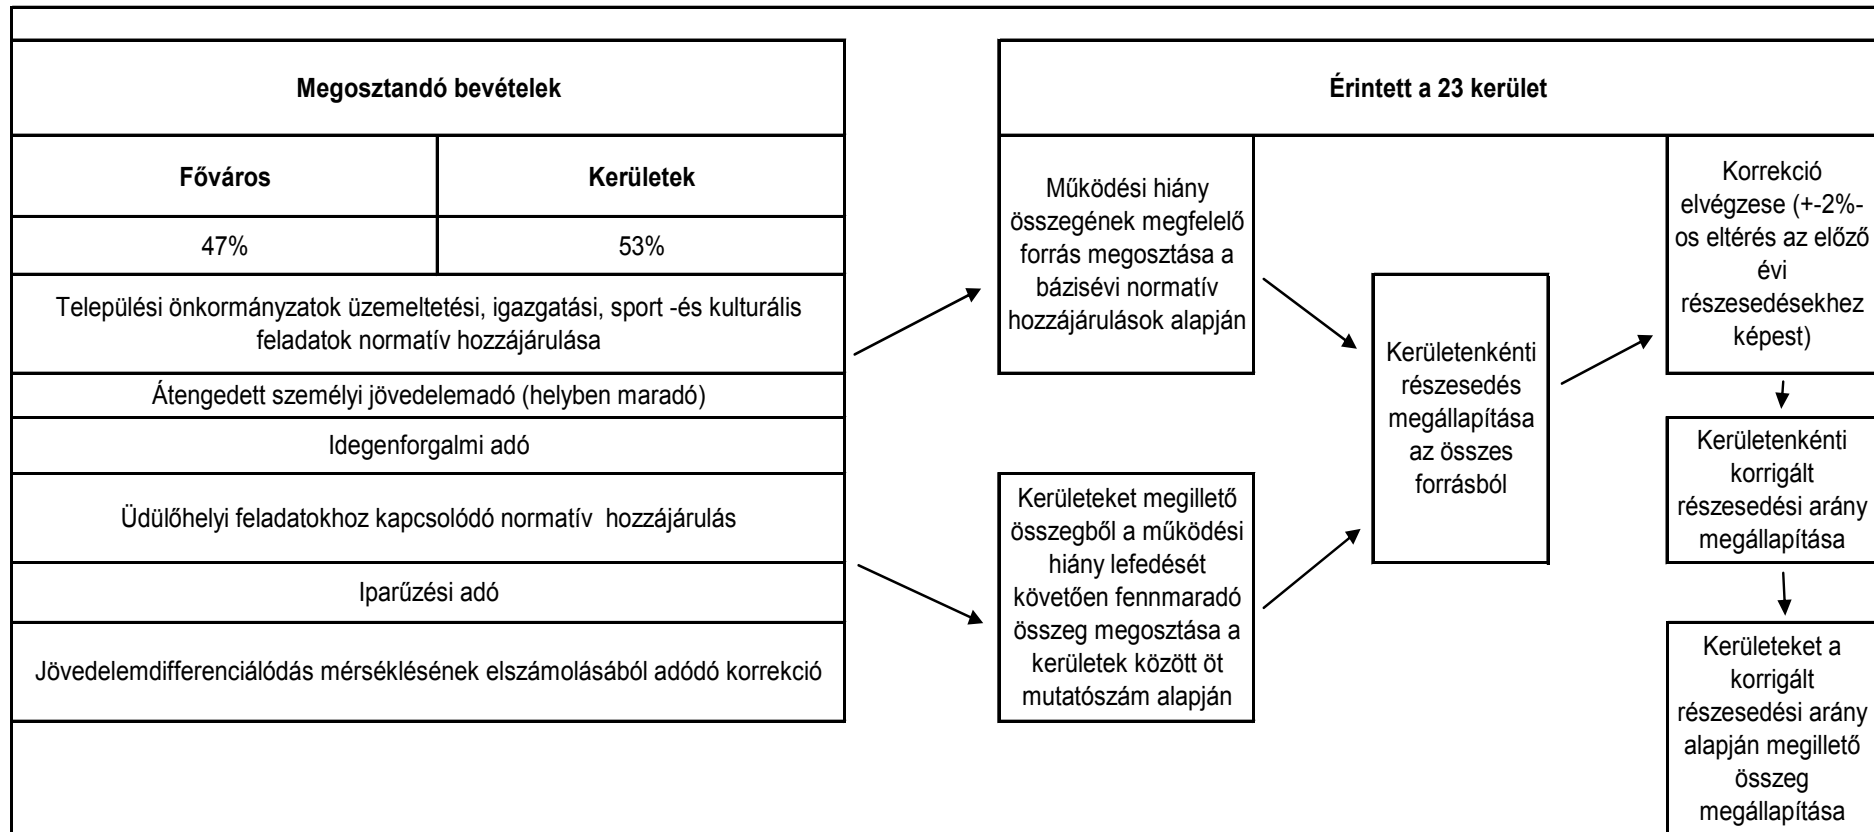 Megosztandó bevételek
Főváros
Kerületek
47%
53%
Települési önkormányzatok üzemeltetési, igazgatási, sport -és kulturális
feladatok normatív hozzájárulása
Átengedett személyi jövedelemadó (helyben maradó)
Idegenforgalmi adó
Üdülőhelyi feladatokhoz kapcsolódó normatív hozzájárulás
Iparűzési adó
Jövedelemdifferenciálódás mérséklésének elszámolásából adódó korrekció
Érintett a 23 kerület
Működési hiány
összegének megfelelő
forrás megosztása a
bázisévi normatív
hozzájárulások alapján
Kerületeket megillető
összegből a működési
hiány lefedését
követően fennmaradó
összeg megosztása a
kerületek között öt
mutatószám alapján
Kerületenkénti
részesedés
megállapítása
az összes
forrásból
Korrekció
elvégzese (+-2%-
os eltérés az előző
évi
részesedésekhez
képest)
Kerületenkénti
korrigált
részesedési arány
megállapítása
Kerületeket a
korrigált
részesedési arány
alapján megillető
összeg
megállapítása